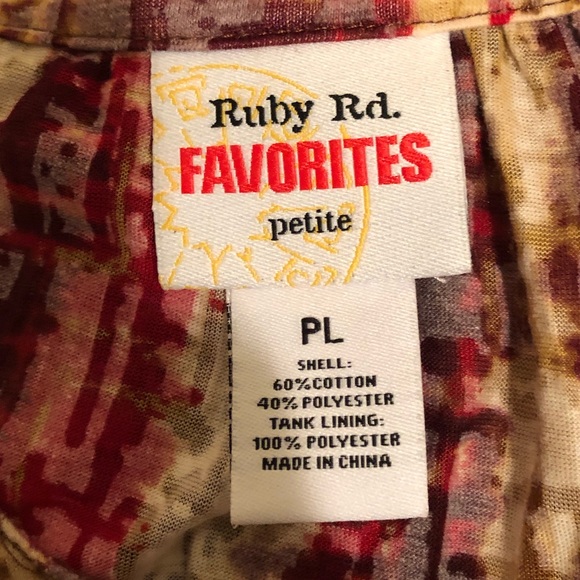 Ruby Rd.
FAVORITES
petite
PL
SHELL:
60% COTTON
40% POLYESTER
TANK LINING:
100% POLYESTER
MADE IN CHINA